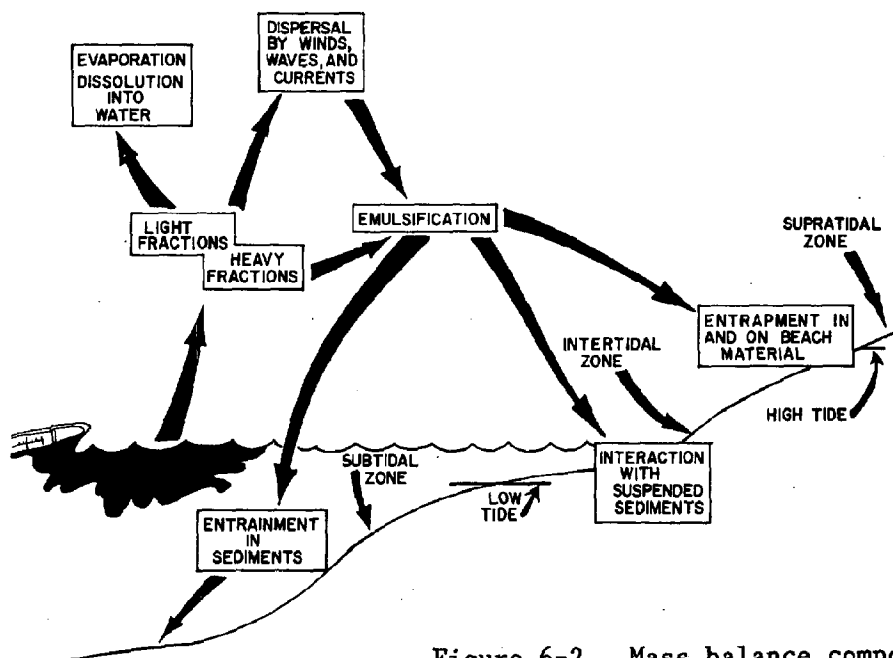 EVAPORATION
DISSOLUTION
INTO
WATER
DISPERSAL
BY WINDS,
WAVES, AND
CURRENTS
LIGHT
FRACTIONS
HEAVY
FRACTIONS
EMULSIFICATION
SUPRATIDAL
ZONE
ENTRAPMENT IN
AND ON BEACH
MATERIAL
INTERTIDAL
ZONE
HIGH TIDE
SUBTIDAL
ZONE
LOW
TIDE
INTERACTION
WITH
SUSPENDED
SEDIMENTS
ENTRAINMENT
IN
SEDIMENTS
Figure 6-2. Mass balance compo